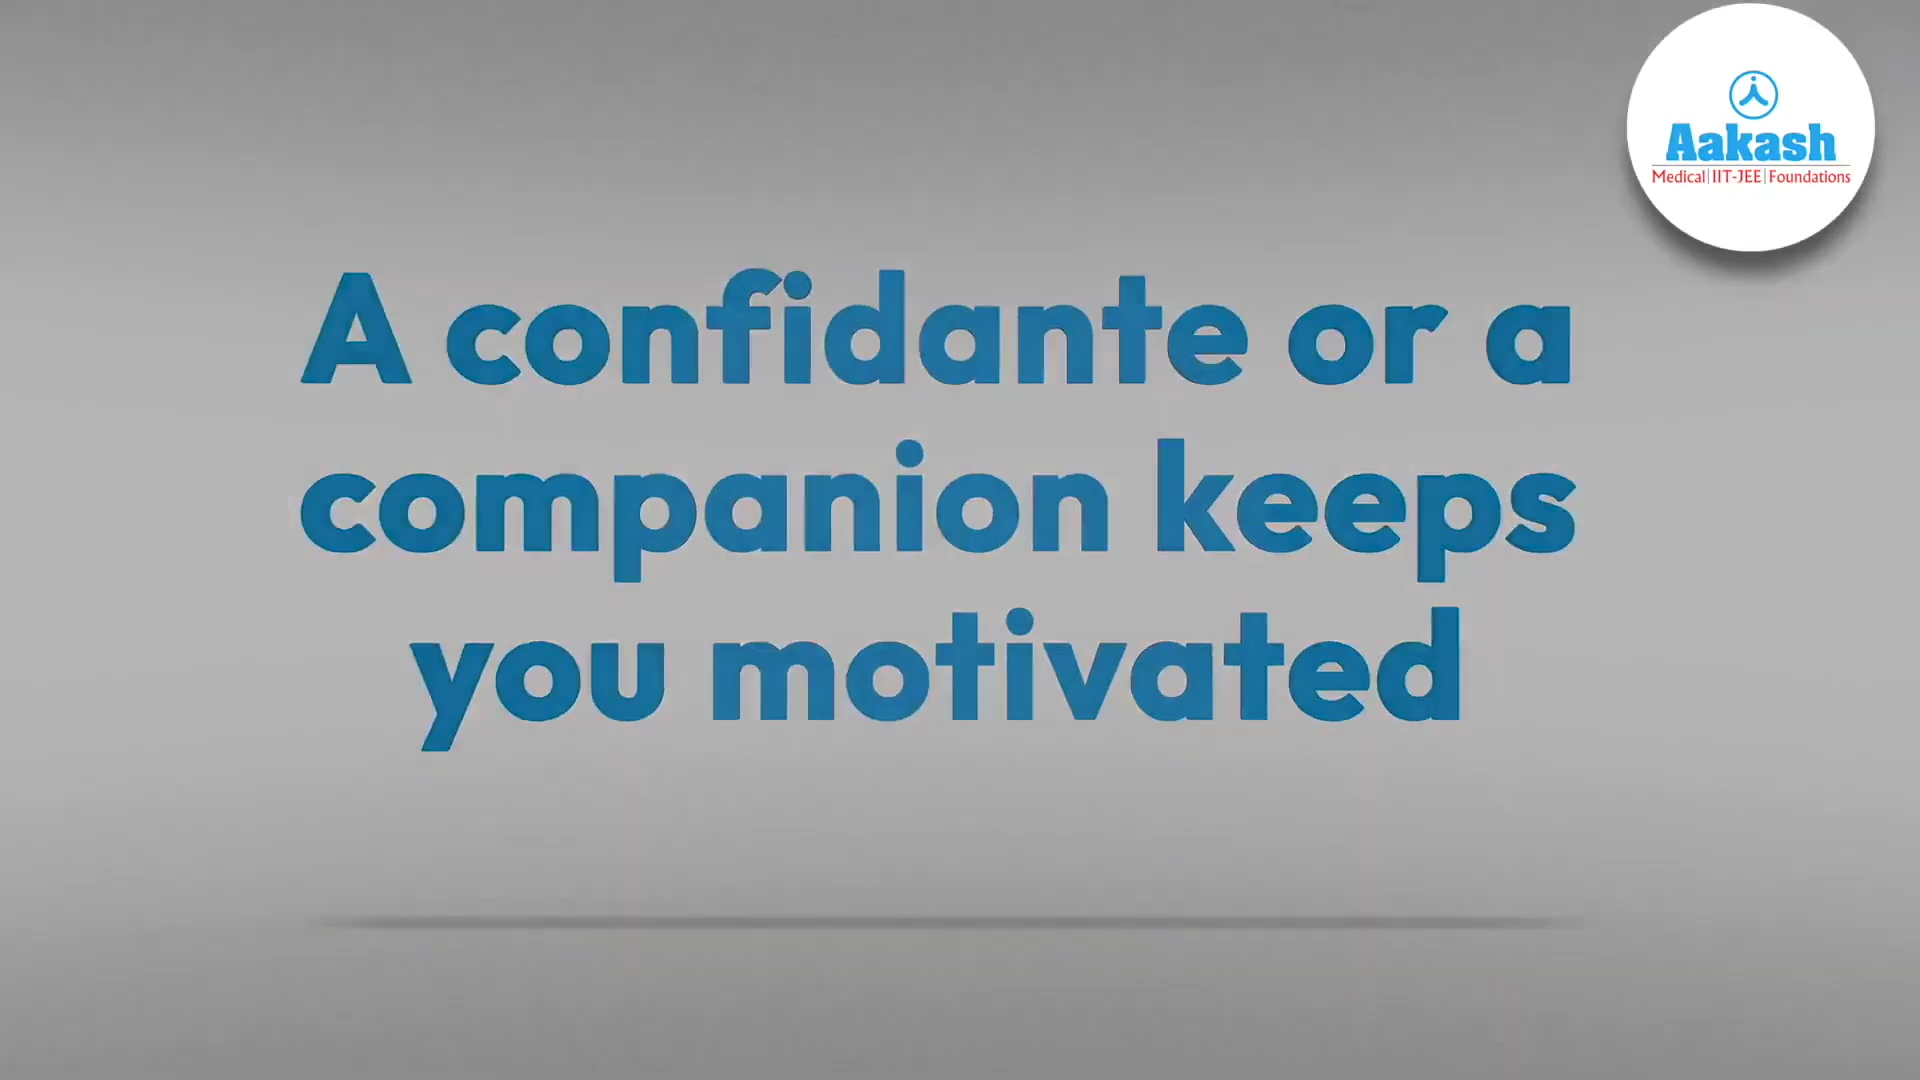 Aakash
Medical|IIT-JEE|Foundations
A confidante or a
companion keeps
you motivated